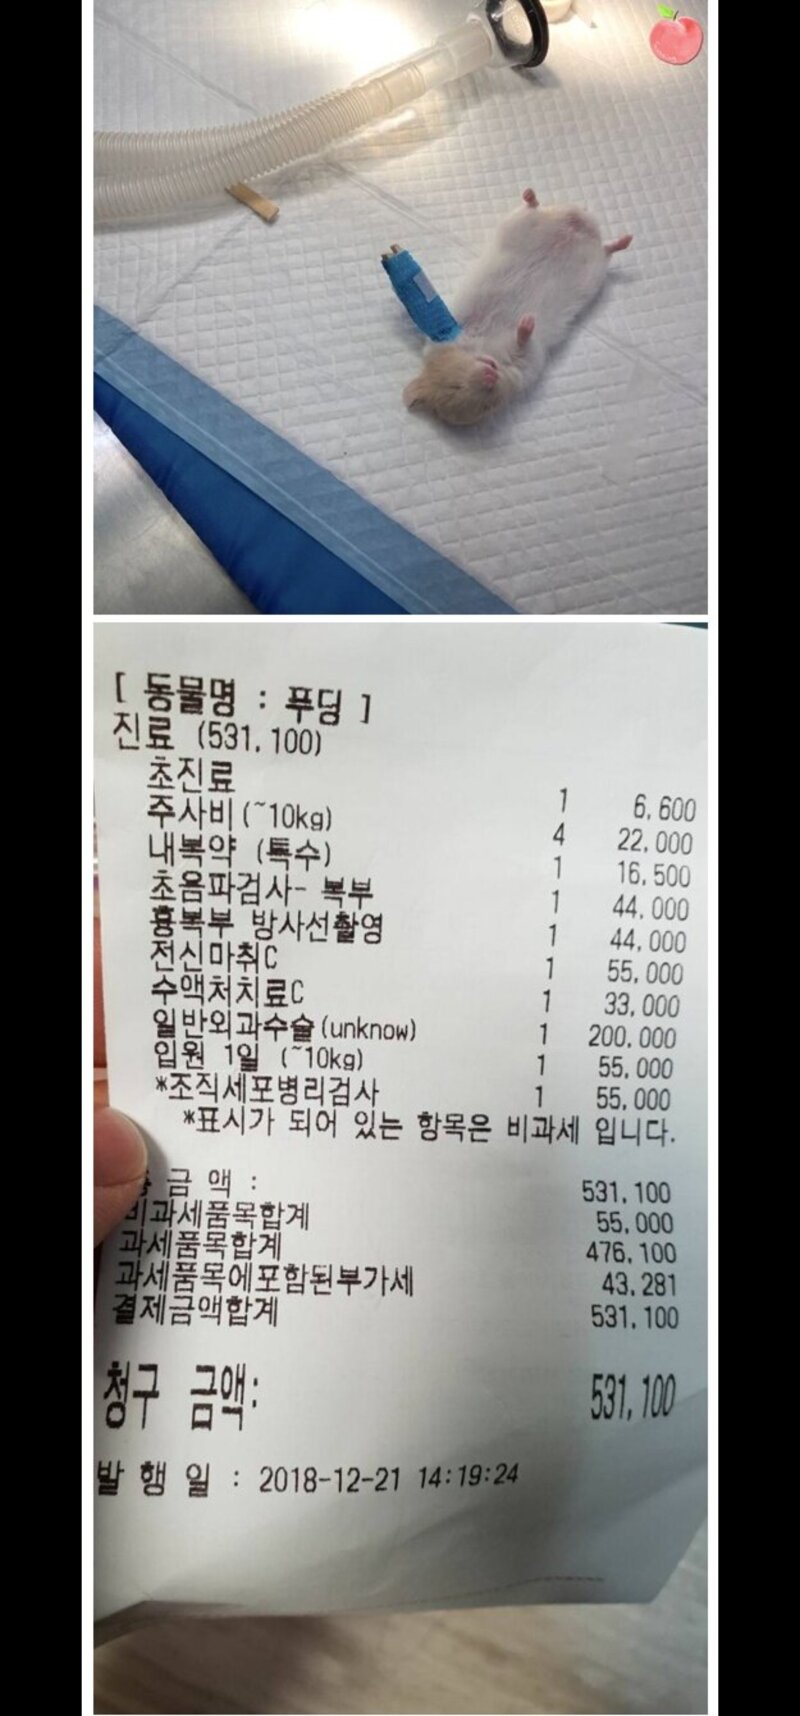 [ 동물명 : 푸딩 ]
진료 (531,100)
초진료 1 6,600
주사비(~10kg) 4 22,000
내복약 (특수) 1 16,500
초음파검사- 복부 1 44,000
흉복부 방사선촬영 1 44,000
전신마취C 1 55,000
수액처치료C 1 33,000
일반외과수술(unknow) 1 200,000
입원 1일 (~10kg) 1 55,000
*조직세포병리검사 1 55,000
*표시가 되어 있는 항목은 비과세 입니다.
금 액 : 531,100
비과세품목합계 55,000
과세품목합계 476,100
과세품목에포함된부가세 43,281
결제금액합계 531,100
청구 금액: 531,100
발 행 일 : 2018-12-21 14:19:24